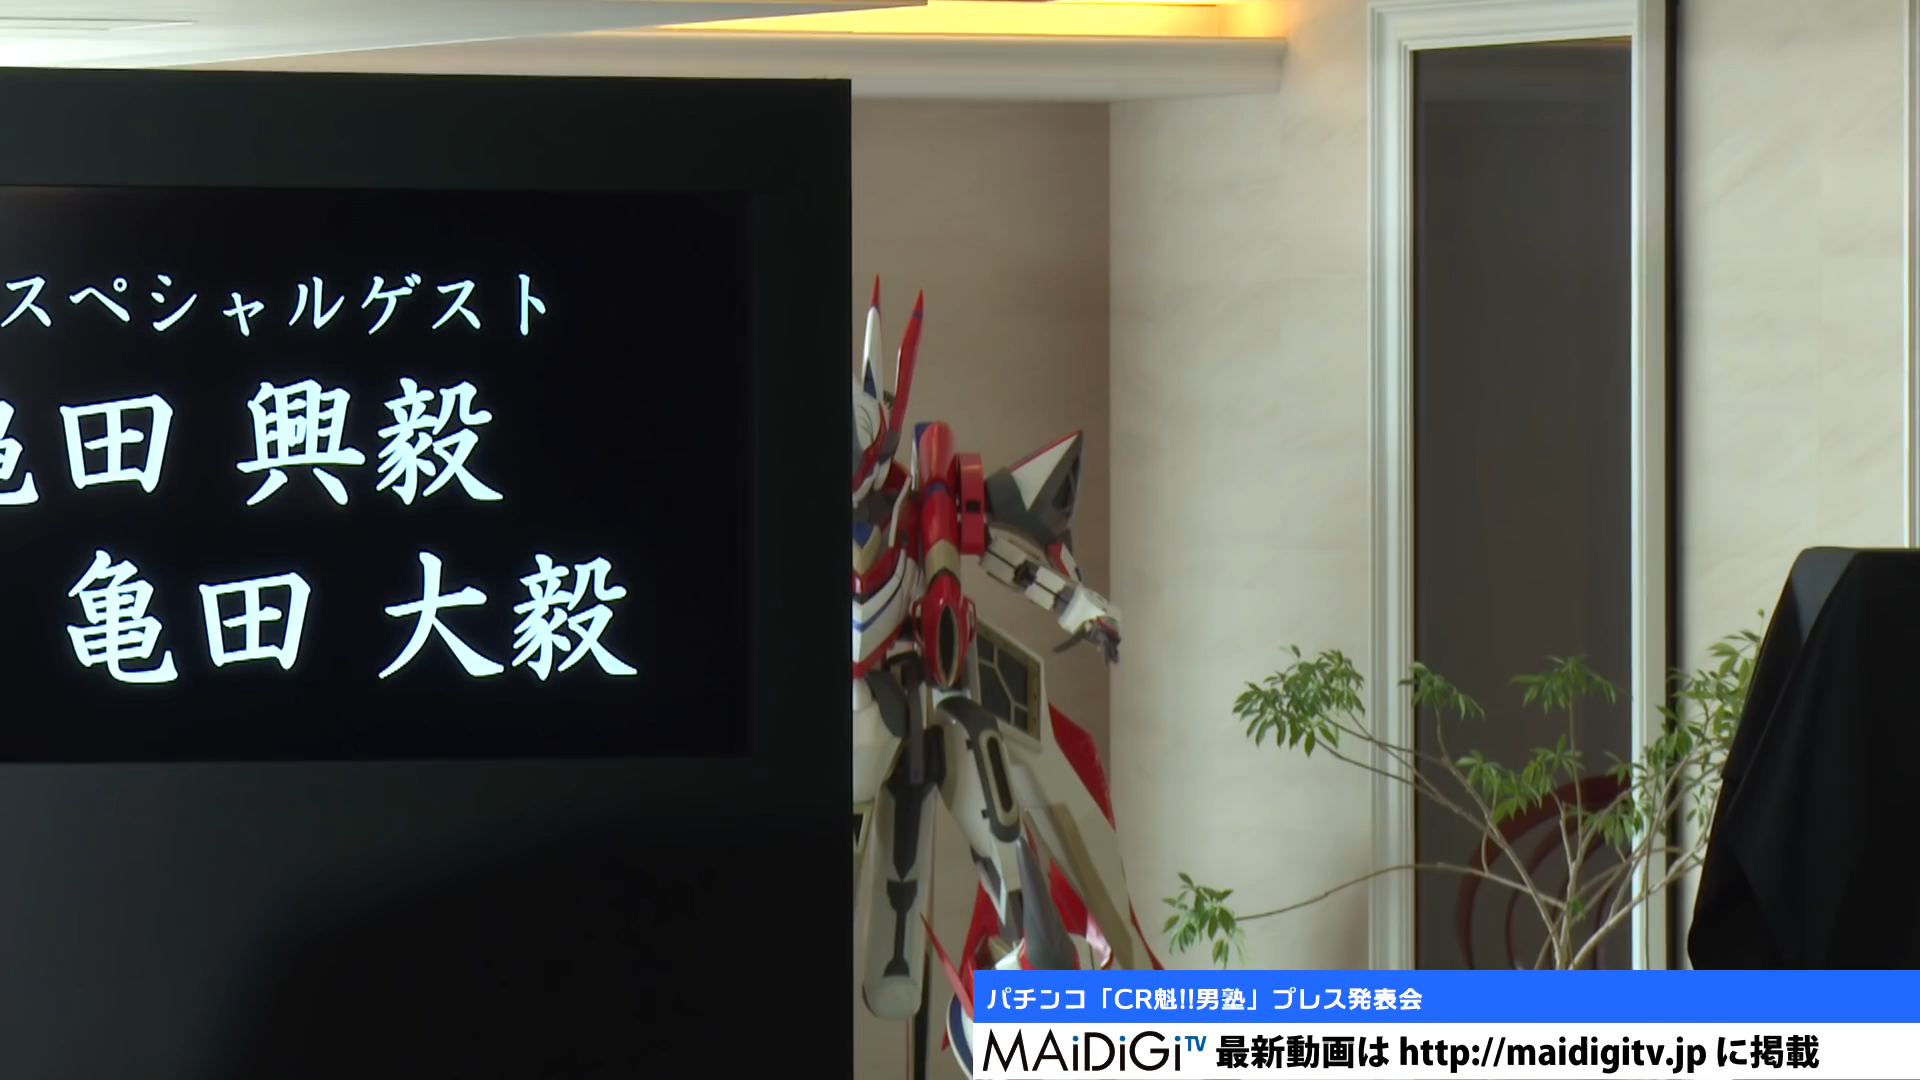 スペシャルゲスト
田 興毅
亀田 大毅
パチンコ「CR魁!!男塾」プレス発表会
MAiDiGiTV 最新動画は http://maidigitv.jp に掲載